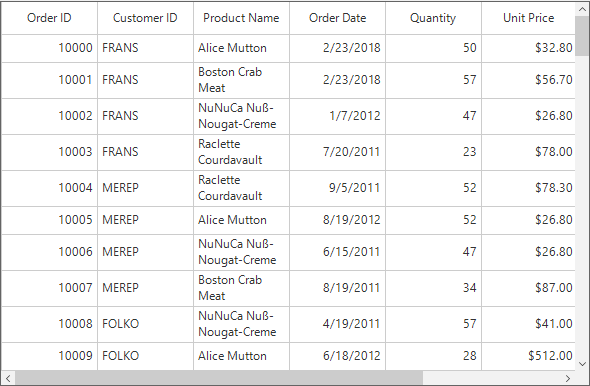 Order ID Customer ID Product Name Order Date Quantity Unit Price
10000 FRANS Alice Mutton 2/23/2018 50 $32.80
10001 FRANS Boston Crab Meat 2/23/2018 57 $56.70
10002 FRANS NuNuCa Nuß-Nougat-Creme 1/7/2012 47 $26.80
10003 FRANS Raclette Courdavault 7/20/2011 23 $78.00
10004 MEREP Raclette Courdavault 9/5/2011 52 $78.30
10005 MEREP Alice Mutton 8/19/2012 52 $26.80
10006 MEREP NuNuCa Nuß-Nougat-Creme 6/15/2011 47 $26.80
10007 MEREP Boston Crab Meat 8/19/2011 34 $87.00
10008 FOLKO NuNuCa Nuß-Nougat-Creme 4/19/2011 57 $41.00
10009 FOLKO Alice Mutton 6/18/2012 28 $512.00